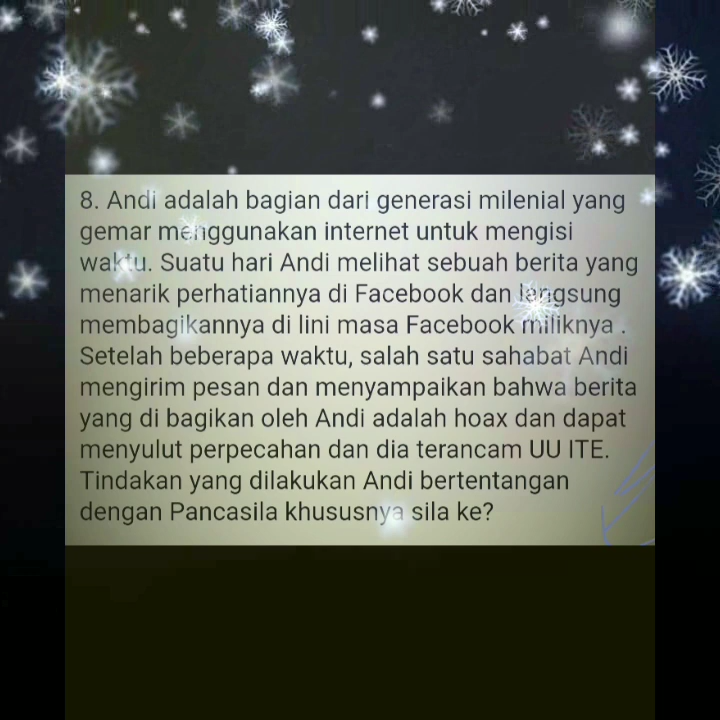 8. Andi adalah bagian dari generasi milenial yang
gemar menggunakan internet untuk mengisi
waktu. Suatu hari Andi melihat sebuah berita yang
menarik perhatiannya di Facebook dan langsung
membagikannya di lini masa Facebook miliknya .
Setelah beberapa waktu, salah satu sahabat Andi
mengirim pesan dan menyampaikan bahwa berita
yang di bagikan oleh Andi adalah hoax dan dapat
menyulut perpecahan dan dia terancam UU ITE.
Tindakan yang dilakukan Andi bertentangan
dengan Pancasila khususnya sila ke?